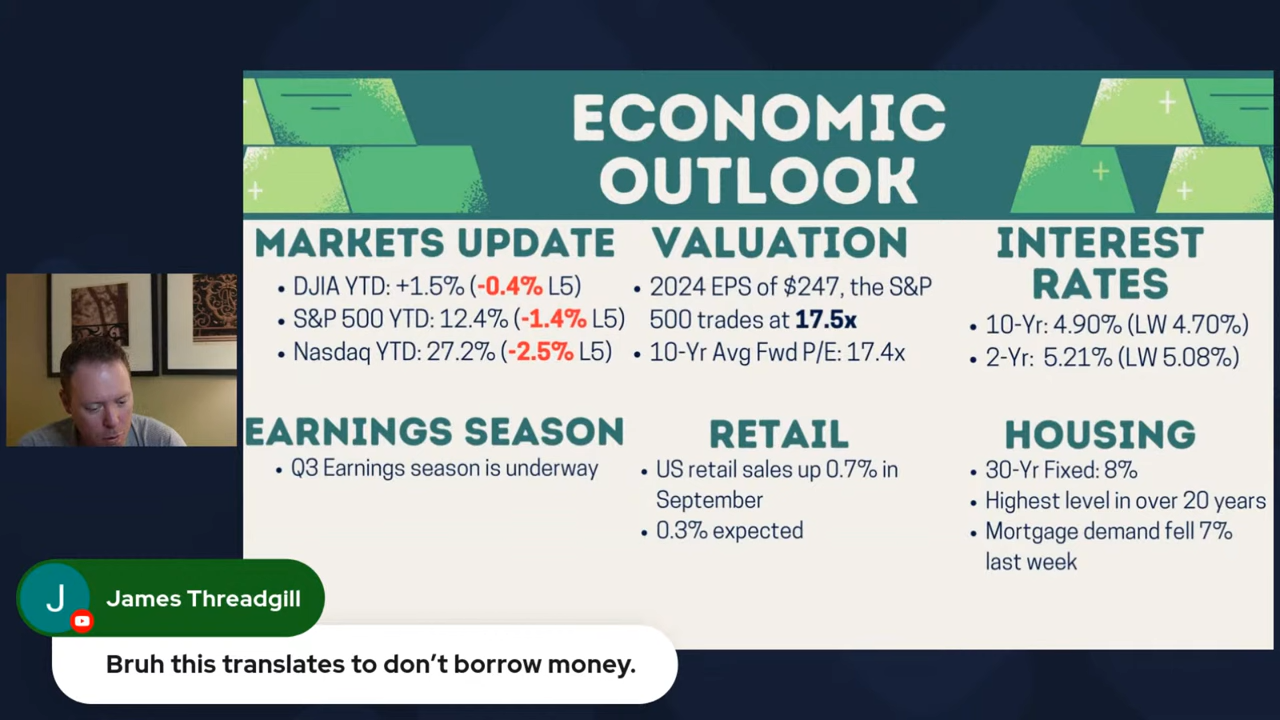 ECONOMIC
OUTLOOK
MARKETS UPDATE
• DJIA YTD: +1.5% (-0.4% L5)
• S&P 500 YTD: 12.4% (-1.4% L5)
• Nasdaq YTD: 27.2% (-2.5% L5)
VALUATION
• 2024 EPS of $247, the S&P
500 trades at 17.5x
• 10-Yr Avg Fwd P/E: 17.4x
INTEREST
RATES
• 10-Yr: 4.90% (LW 4.70%)
• 2-Yr: 5.21% (LW 5.08%)
EARNINGS SEASON
• Q3 Earnings season is underway
RETAIL
• US retail sales up 0.7% in
September
• 0.3% expected
HOUSING
• 30-Yr Fixed: 8%
• Highest level in over 20 years
• Mortgage demand fell 7%
last week
J
James Threadgill
Bruh this translates to don’t borrow money.